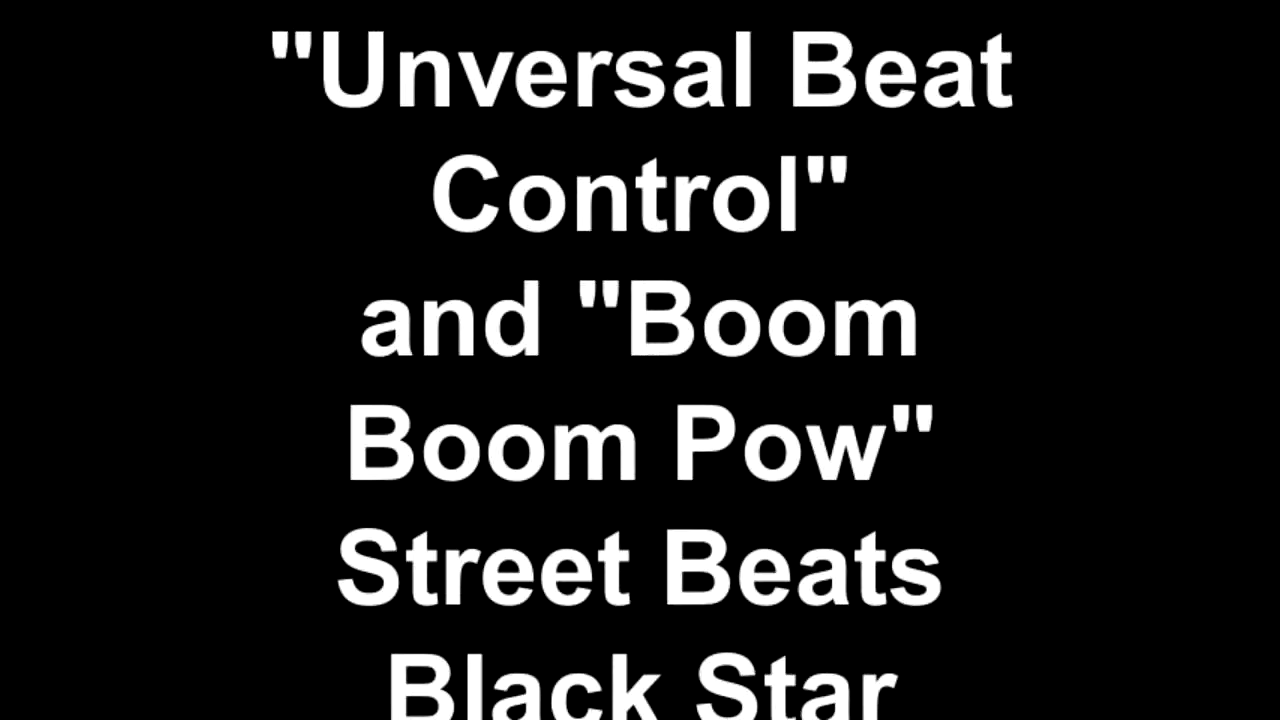 "Unversal Beat
Control"
and "Boom
Boom Pow"
Street Beats
Black Star